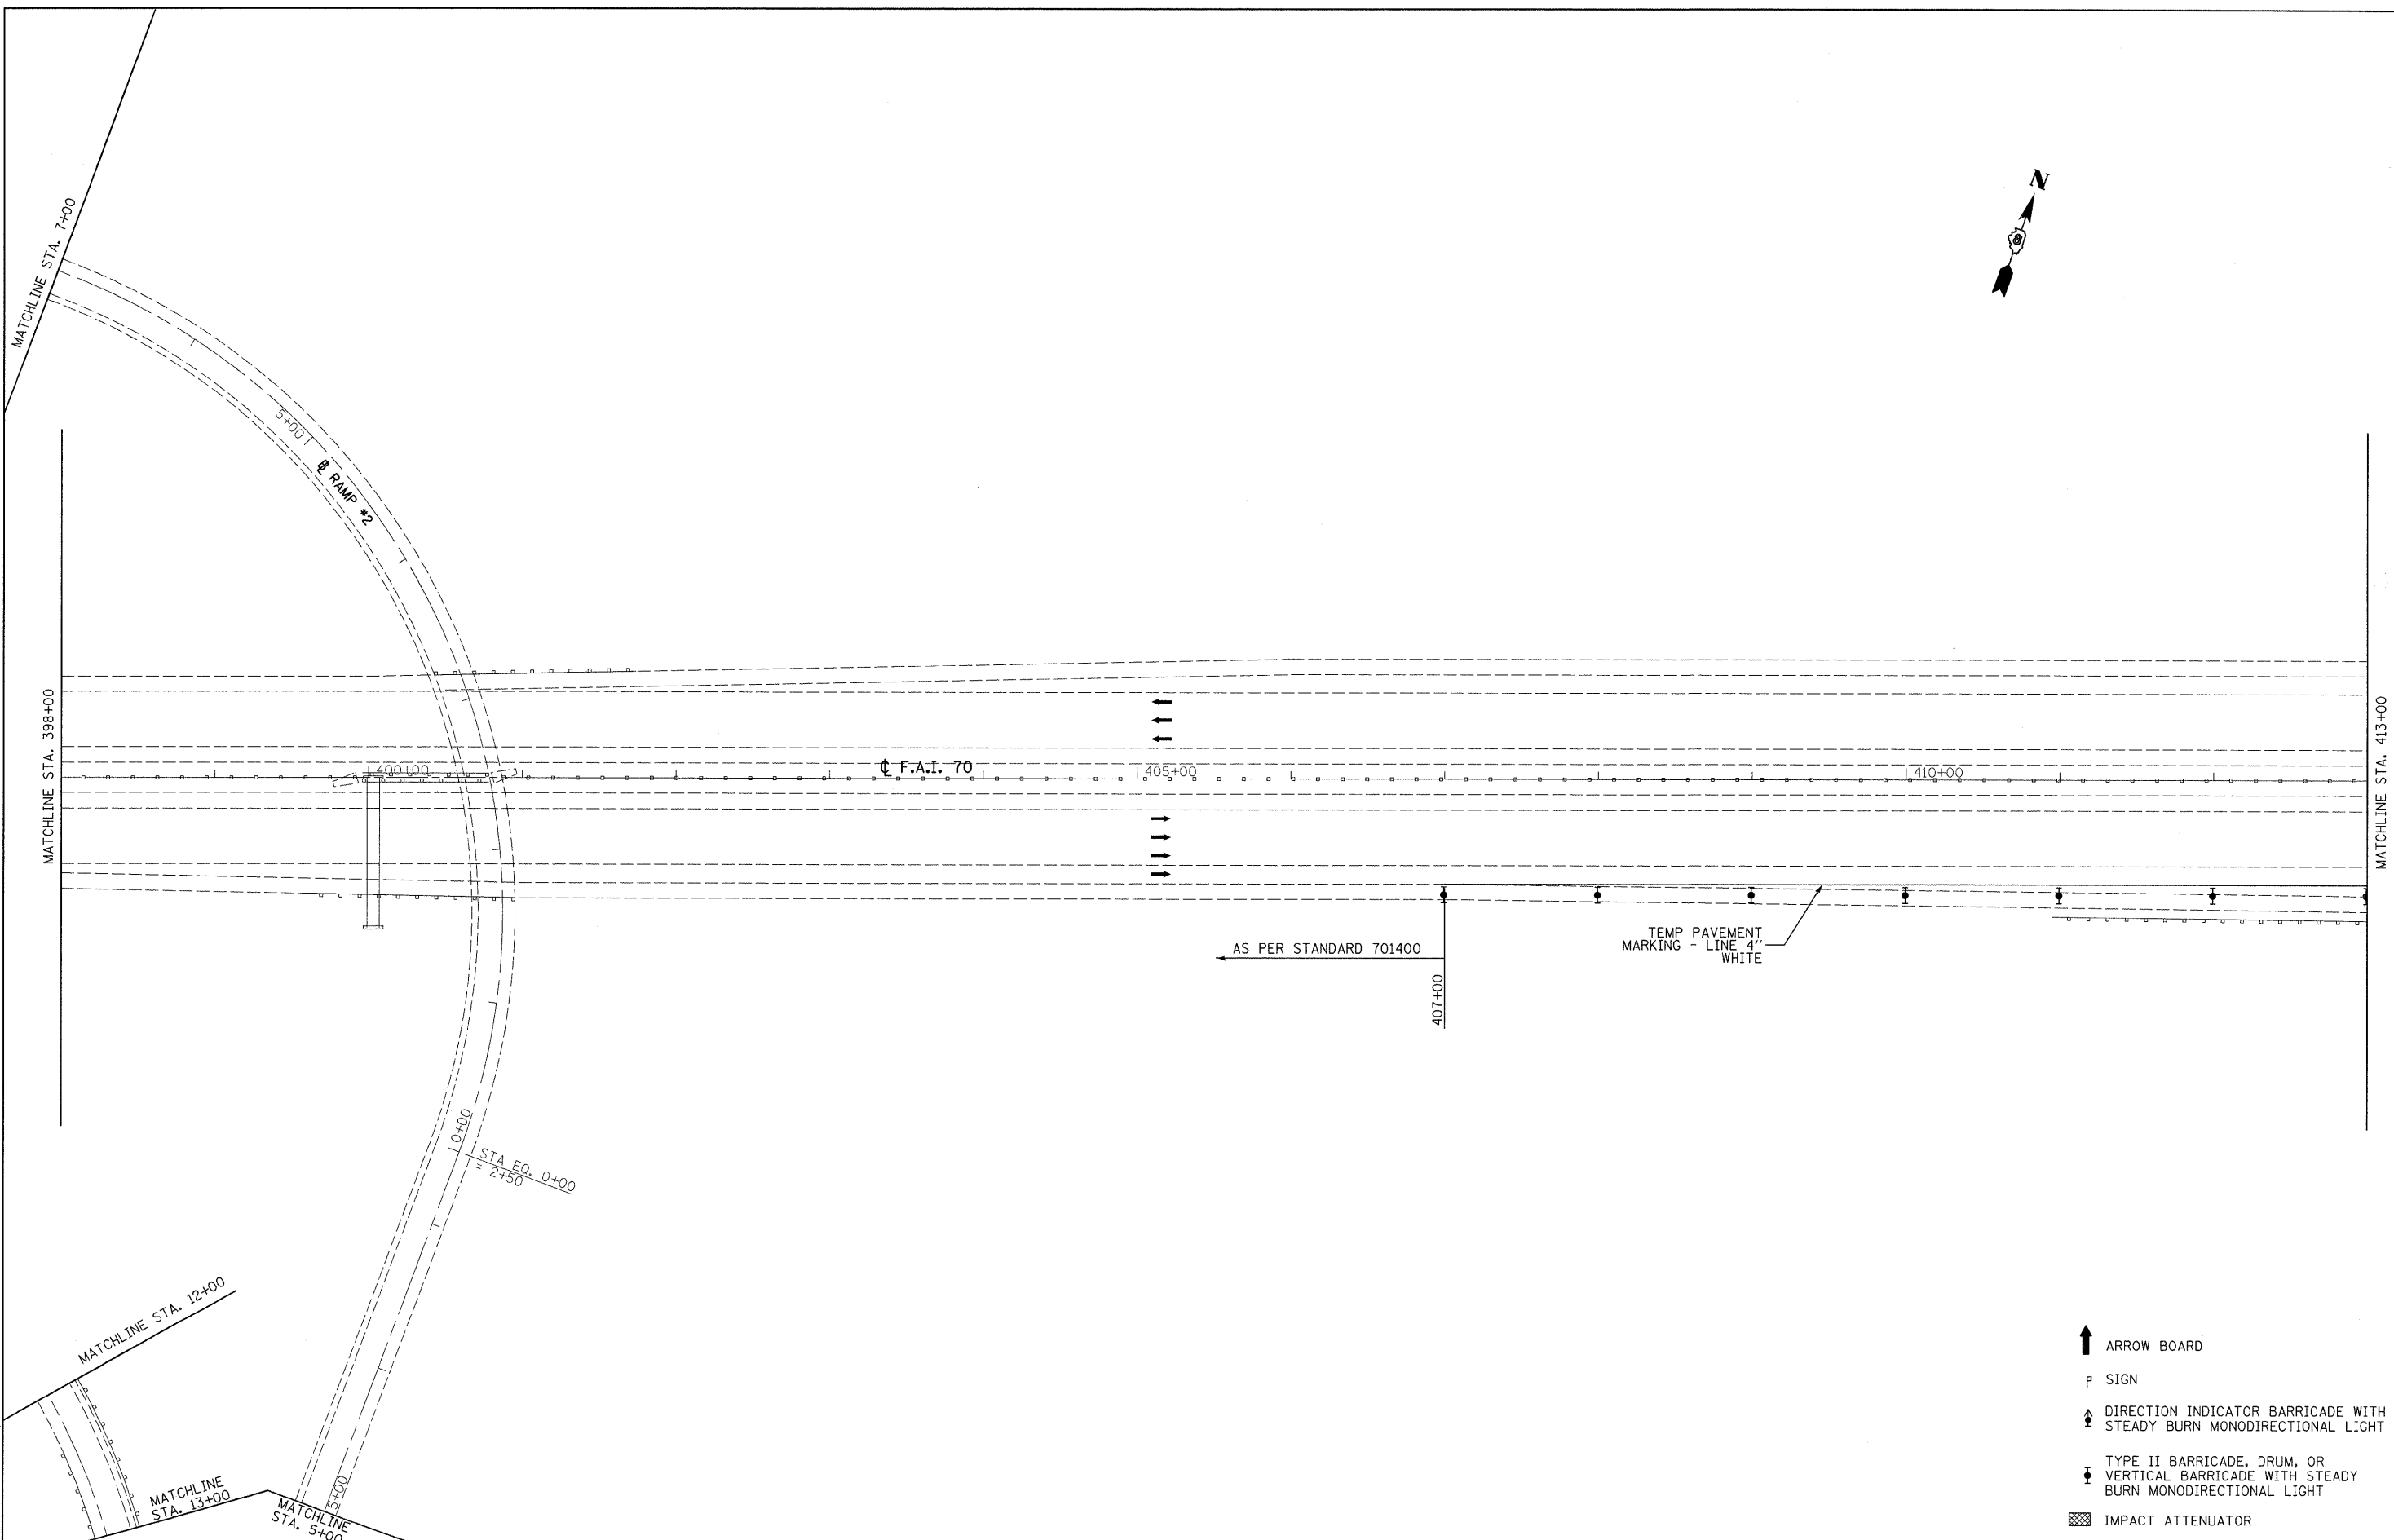 N
8
MATCHLINE STA. 7+00
5+00
℔ RAMP #2
MATCHLINE STA. 398+00
400+00
℄ F.A.I. 70
405+00
410+00
MATCHLINE STA. 413+00
AS PER STANDARD 701400
407+00
TEMP PAVEMENT
MARKING - LINE 4"
WHITE
0+00
STA EQ. 0+00
= 2+50
MATCHLINE STA. 12+00
MATCHLINE
STA. 13+00
5+00
MATCHLINE
STA. 5+00
ARROW BOARD
SIGN
DIRECTION INDICATOR BARRICADE WITH
STEADY BURN MONODIRECTIONAL LIGHT
TYPE II BARRICADE, DRUM, OR
VERTICAL BARRICADE WITH STEADY
BURN MONODIRECTIONAL LIGHT
IMPACT ATTENUATOR